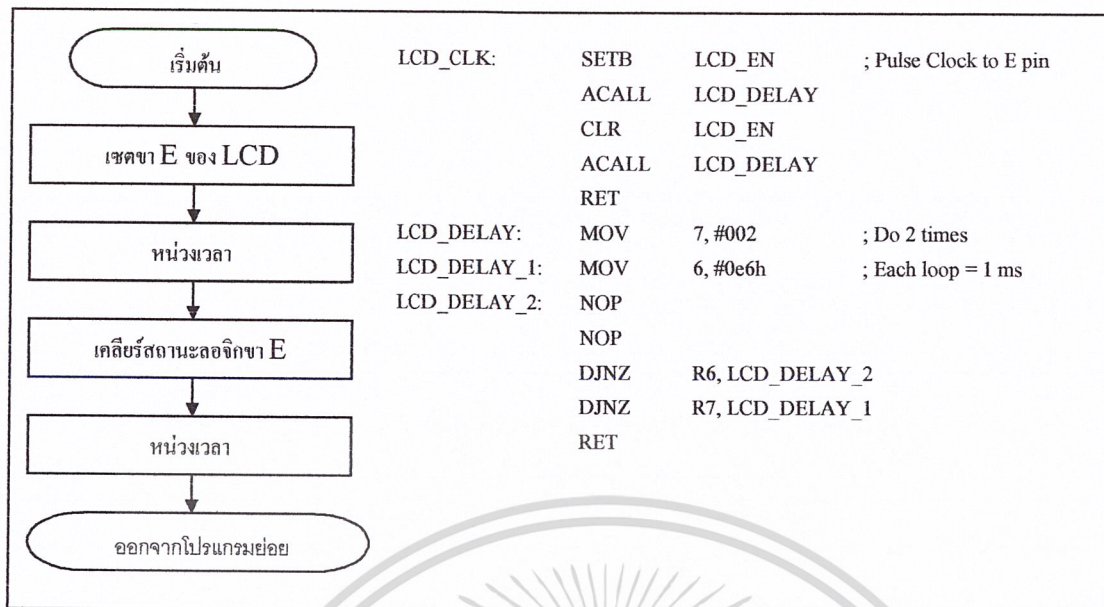 เริ่มต้น
เซตขา E ของ LCD
หน่วงเวลา
เคลียร์สถานะลอจิกขา E
หน่วงเวลา
ออกจากโปรแกรมย่อย
LCD_CLK: SETB LCD_EN ; Pulse Clock to E pin
ACALL LCD_DELAY
CLR LCD_EN
ACALL LCD_DELAY
RET
LCD_DELAY: MOV 7, #002 ; Do 2 times
LCD_DELAY_1: MOV 6, #0e6h ; Each loop = 1 ms
LCD_DELAY_2: NOP
NOP
DJNZ R6, LCD_DELAY_2
DJNZ R7, LCD_DELAY_1
RET